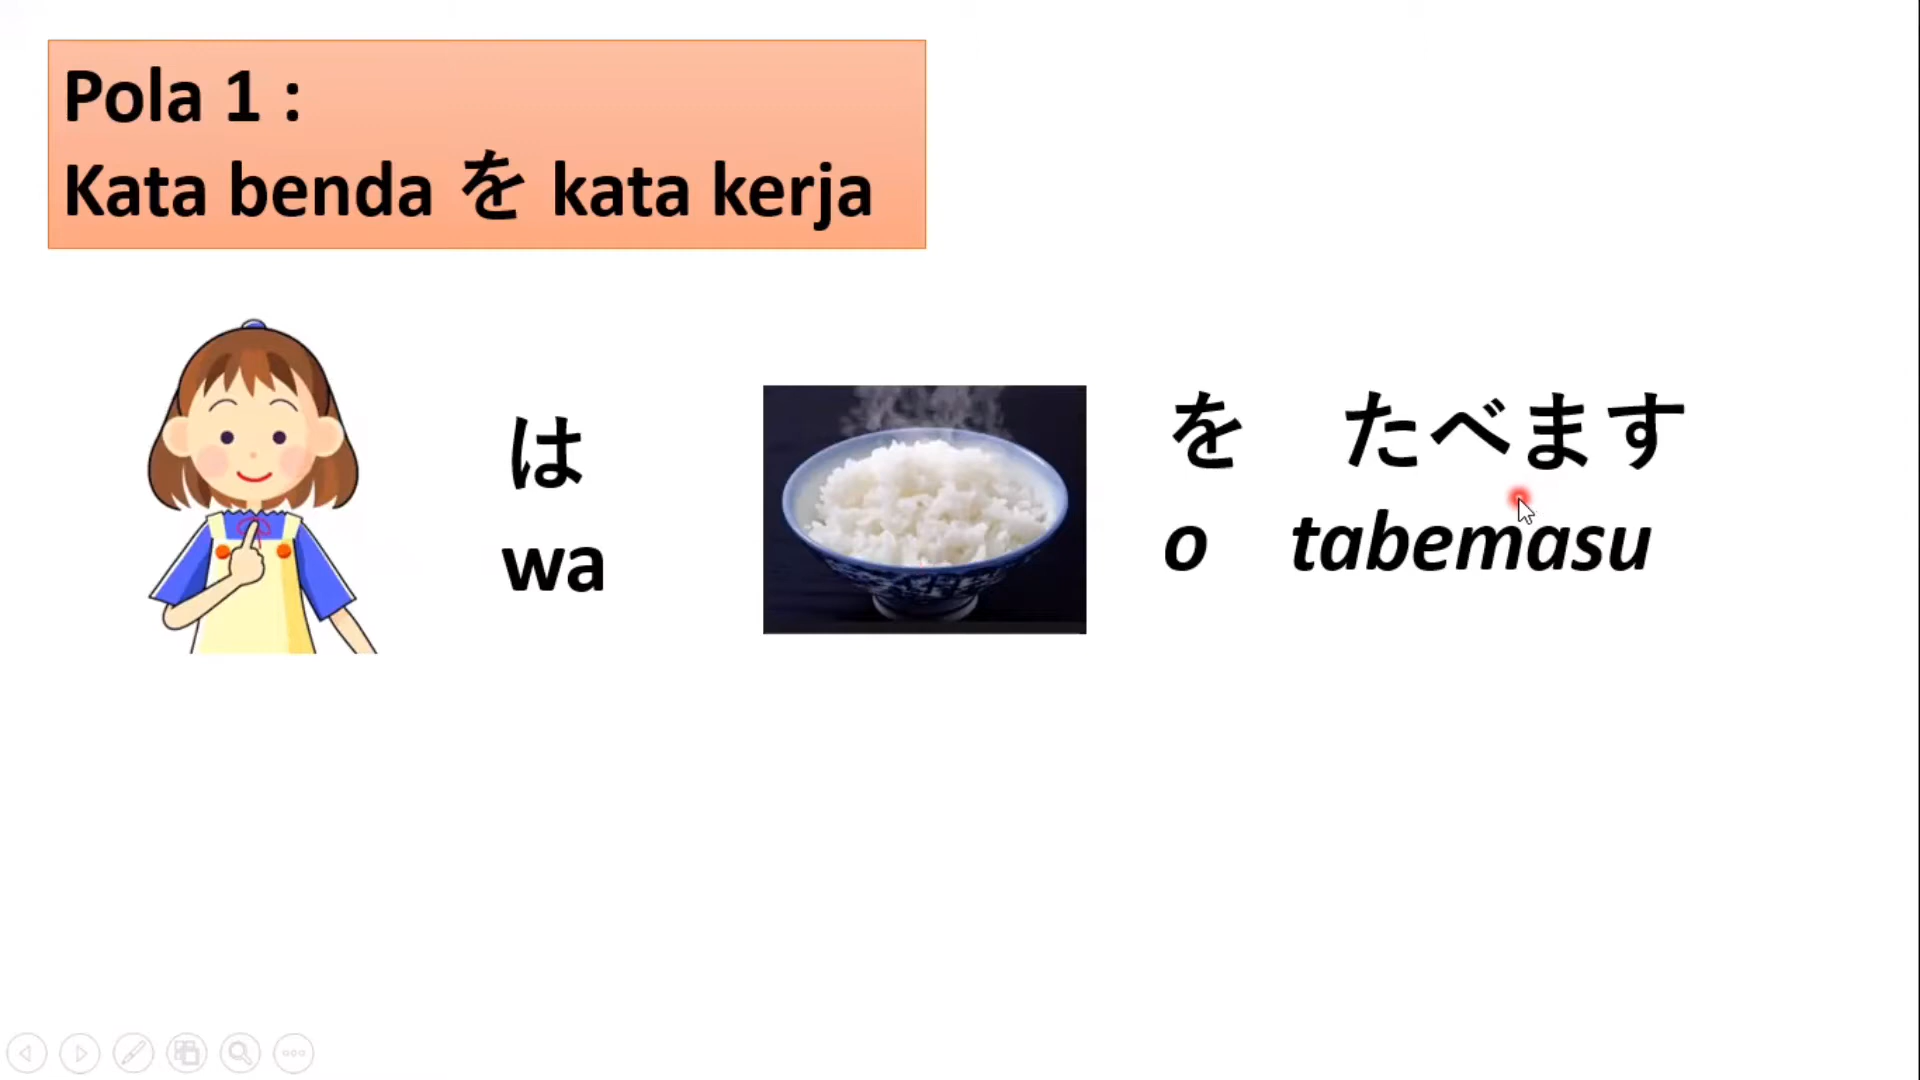 Pola 1 :
Kata benda を kata kerja
は
wa
を たべます
o tabemasu